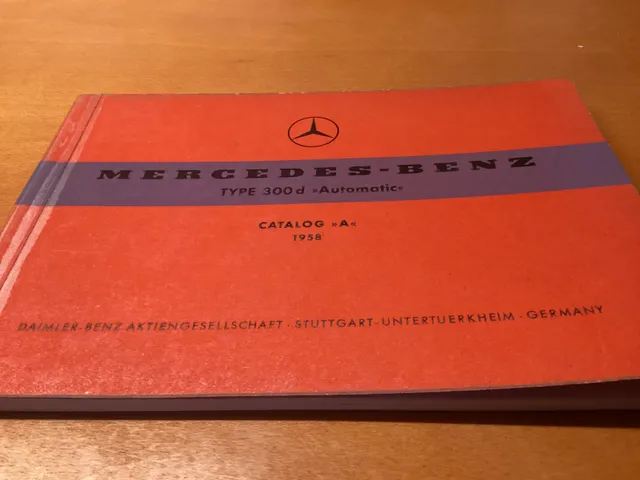 MERCEDES-BENZ
TYPE 300 d »Automatic«
CATALOG »A«
1958
DAIMLER-BENZ AKTIENGESELLSCHAFT · STUTTGART-UNTERTUERKHEIM · GERMANY